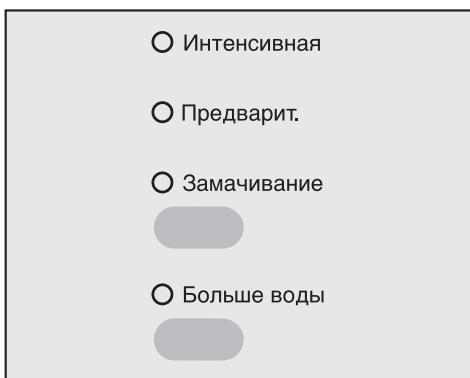 Интенсивная
Предварит.
Замачивание
Больше воды